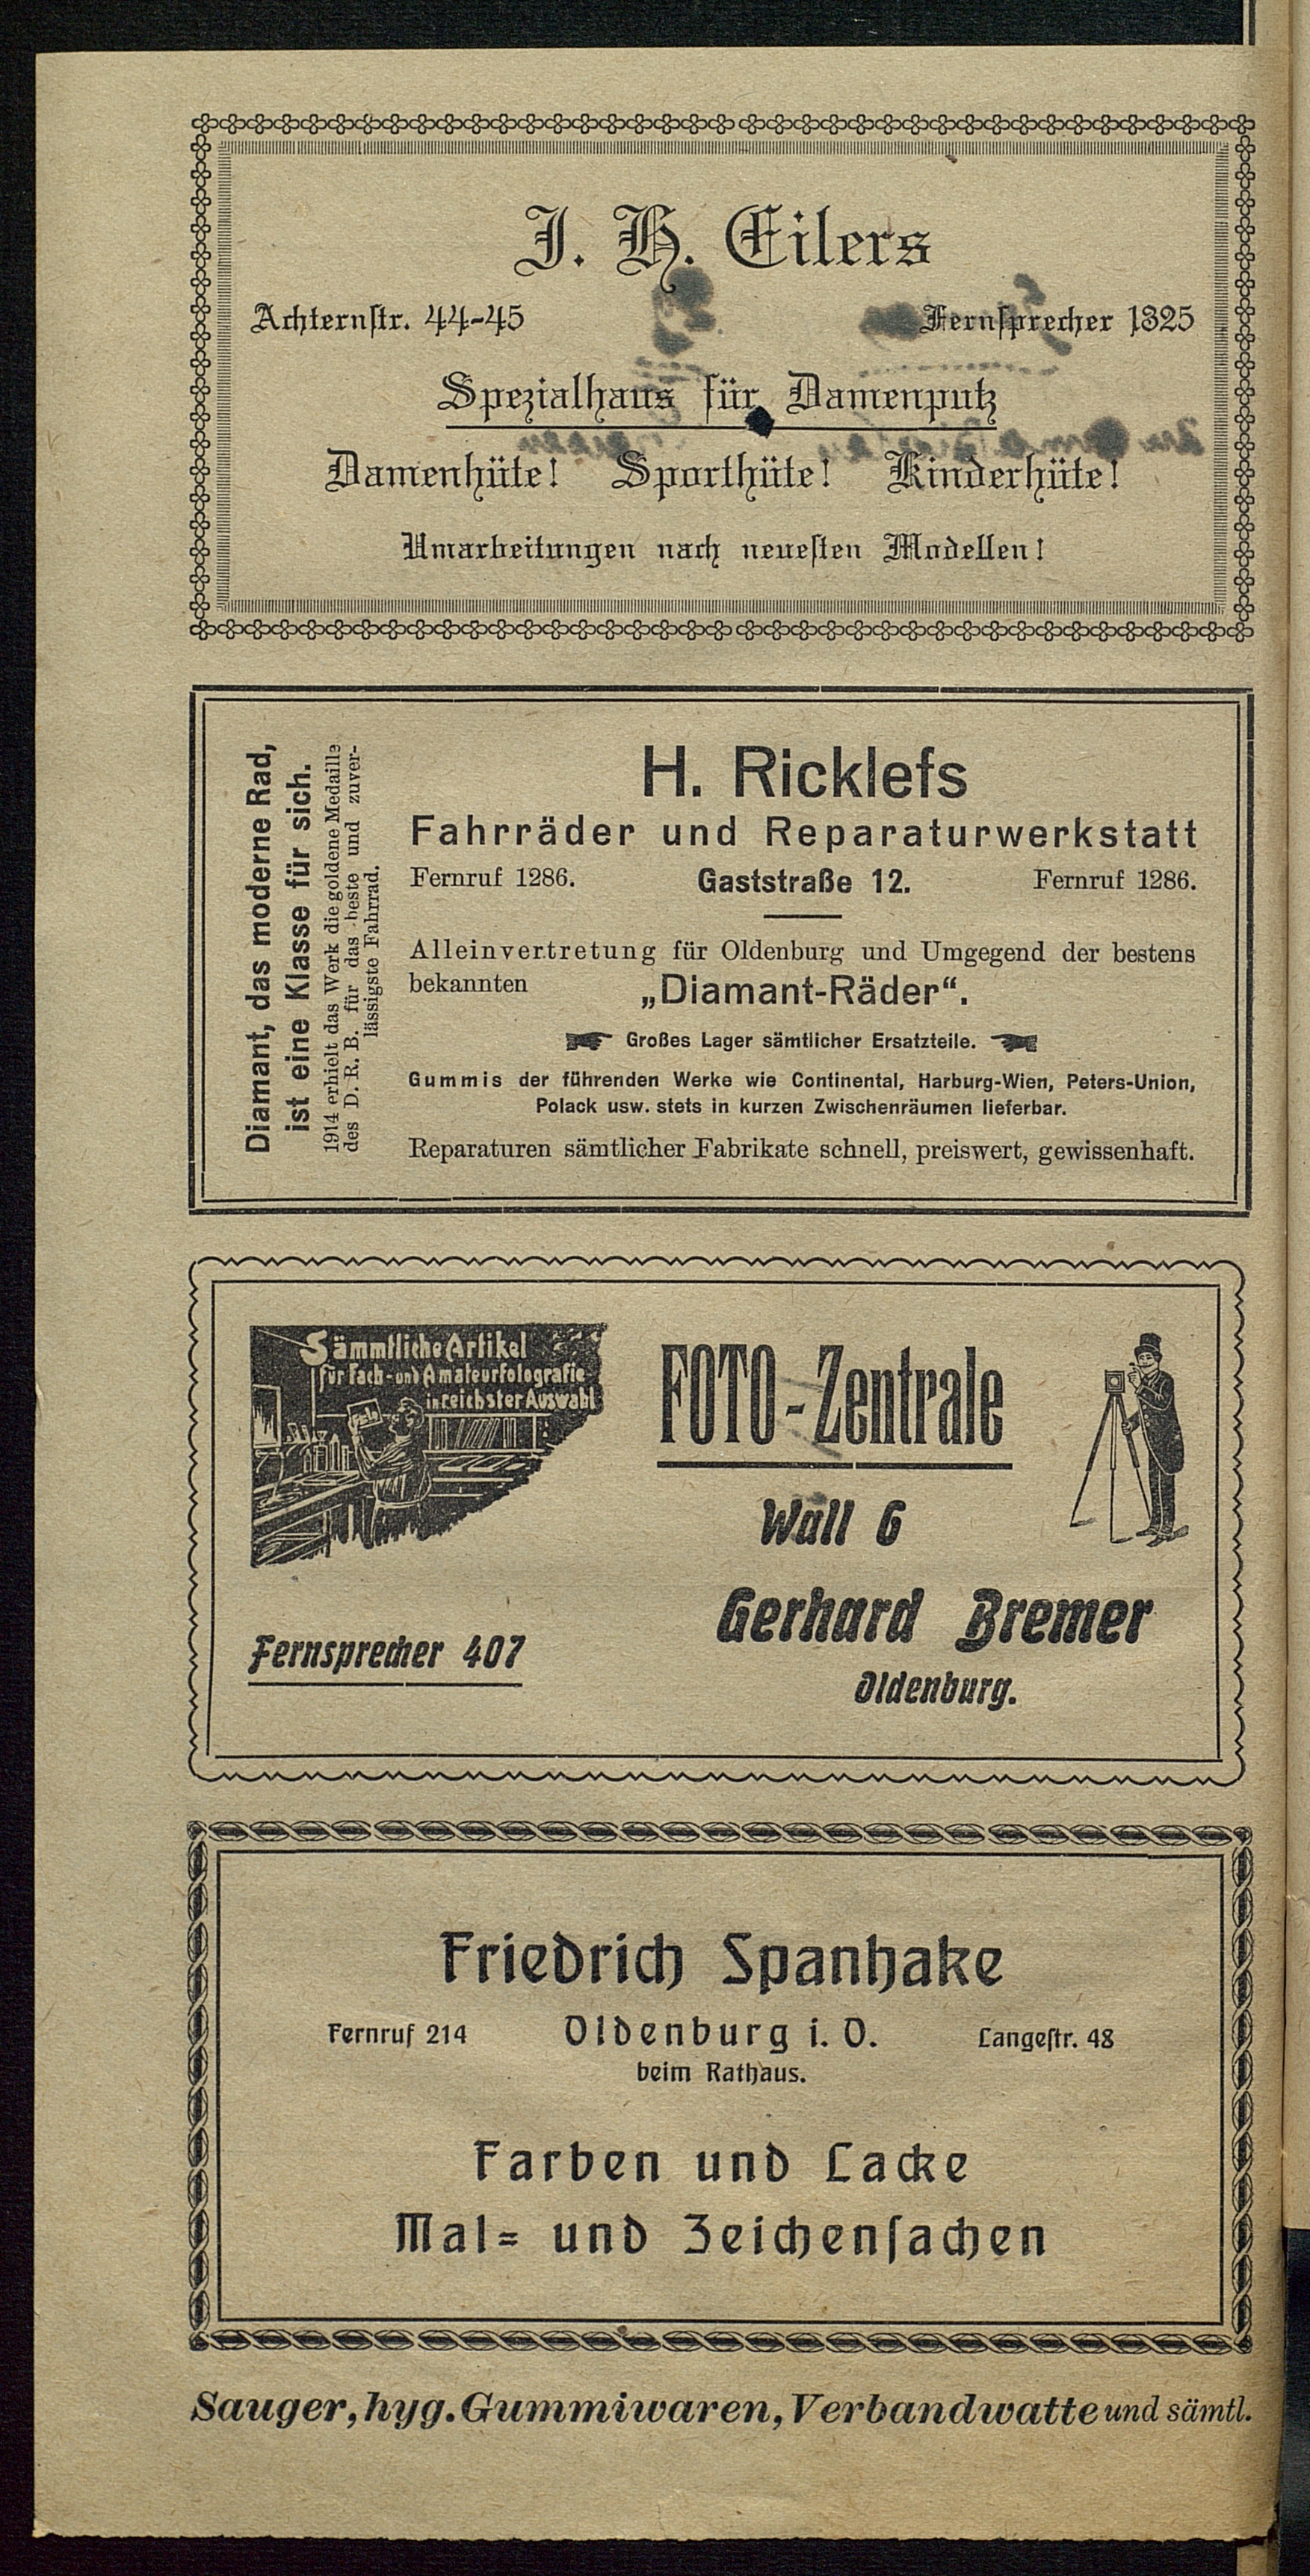 J. H. Eilers
Achternstr. 44-45 Fernsprecher 1325
Spezialhaus für Damenputz
Damenhüte! Sporthüte! Kinderhüte!
Umarbeitungen nach neuesten Modellen!
Diamant, das moderne Rad,
ist eine Klasse für sich.
1914 erhielt das Werk die goldene Medaille
des D. R. B. für das beste und zuver-
lässigste Fahrrad.
H. Ricklefs
Fahrräder und Reparaturwerkstatt
Fernruf 1286. Gaststraße 12. Fernruf 1286.
Alleinvertretung für Oldenburg und Umgegend der bestens
bekannten „Diamant-Räder“.
Großes Lager sämtlicher Ersatzteile.
Gummis der führenden Werke wie Continental, Harburg-Wien, Peters-Union,
Polack usw. stets in kurzen Zwischenräumen lieferbar.
Reparaturen sämtlicher Fabrikate schnell, preiswert, gewissenhaft.
Sämmtliche Artikel
für Fach- und Amateurfotografie
in reichster Auswahl
FOTO-Zentrale
Wall 6
Gerhard Bremer
Fernsprecher 407
Oldenburg.
Friedrich Spanhake
Fernruf 214 Oldenburg i. O. Langestr. 48
beim Rathaus.
Farben und Lacke
Mal- und Zeichensachen
Sauger, hyg. Gummiwaren, Verbandwatte und sämtl.